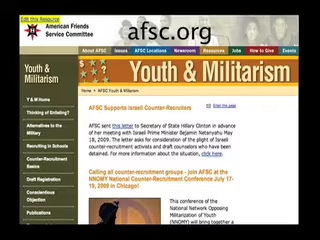 Edit this Resource
afsc.org
American Friends
Service Committee
About AFSC Issues AFSC Locations Newsroom Resources Jobs How to Give Events
Youth &
Militarism
$ Youth & Militarism
Home > AFSC Youth & Militarism
Y & M Home
Thinking of Enlisting?
Alternatives to the
Military
Recruiting in Schools
Counter-Recruitment
Basics
Draft Registration
Conscientious
Objection
Publications
AFSC Supports Israeli Counter-Recruiters
AFSC sent this letter to Secretary of State Hillary Clinton in advance
of her meeting with Israeli Prime Minister Bejamin Netanyahu May
18, 2009. The letter asks for consideration of the plight of Israeli
counter-recruitment activists and draft counselors who have been
detained. For more information about the situation, click here.
Calling all counter-recruitment groups - join AFSC at the
NNOMY National Counter-Recruitment Conference July 17-
19, 2009 in Chicago!
This conference of the
National Network Opposing
Militarization of Youth
(NNOMY) will bring together a